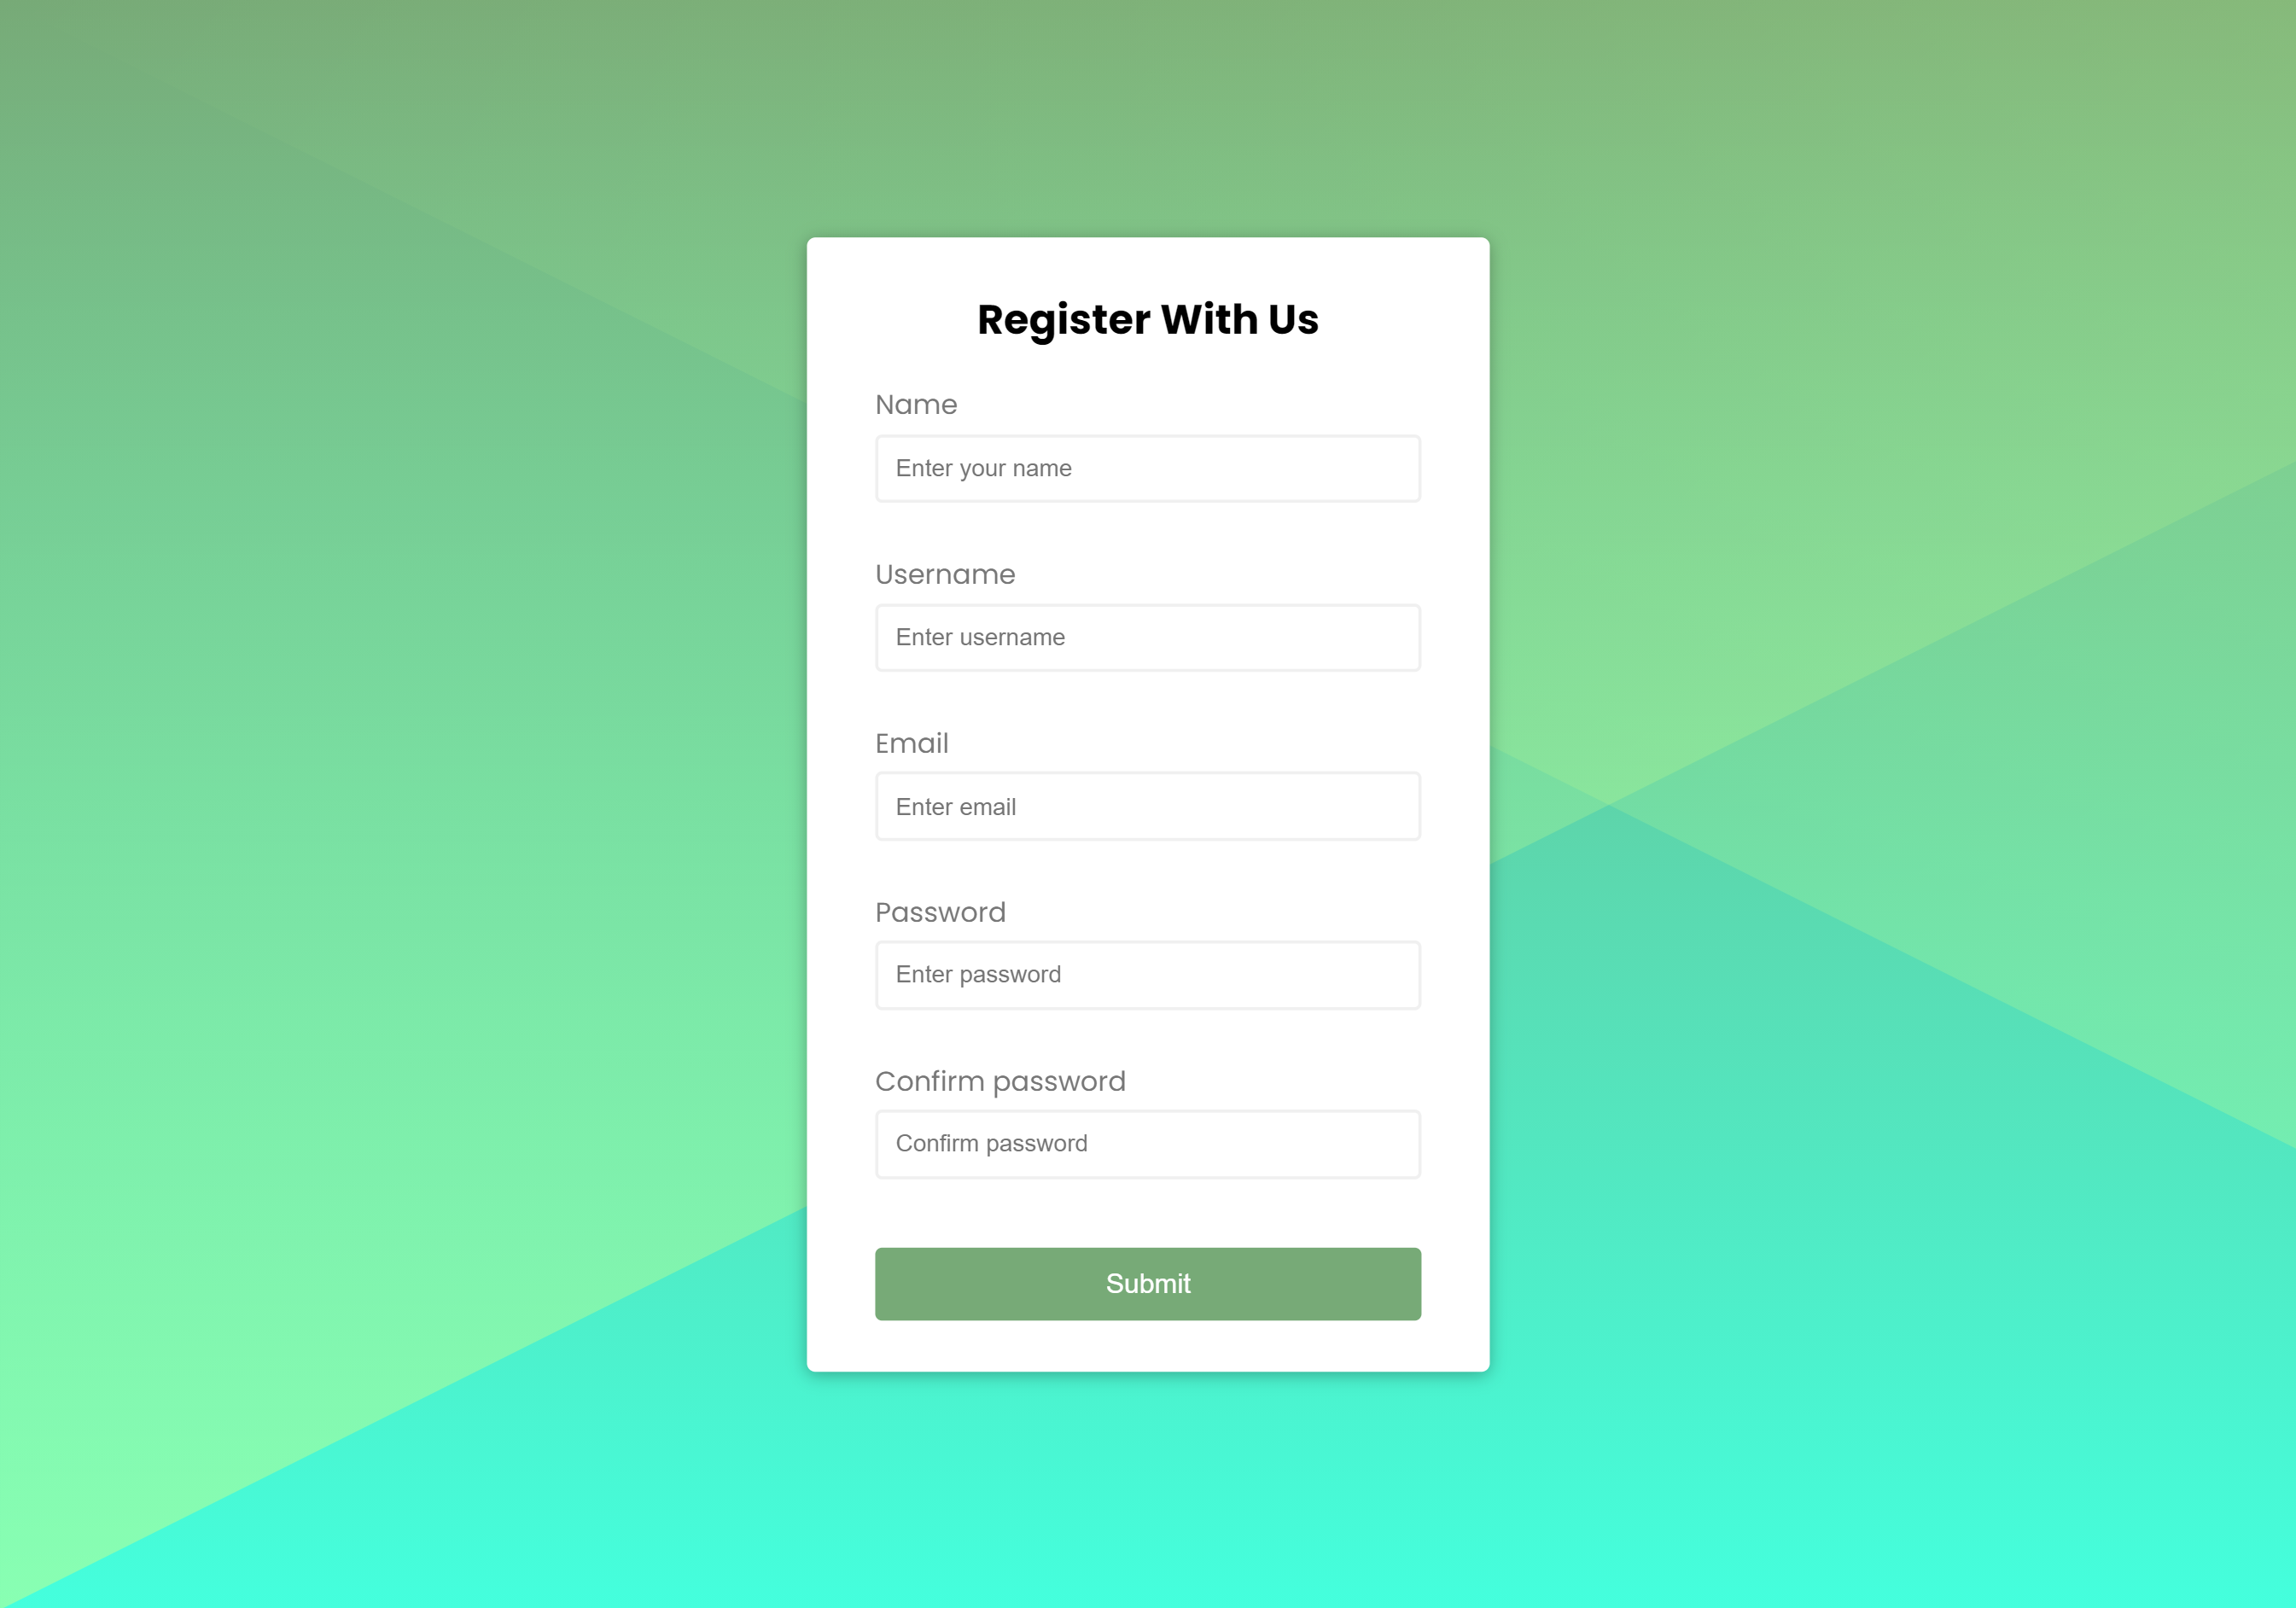 Register With Us
Name
Enter your name
Username
Enter username
Email
Enter email
Password
Enter password
Confirm password
Confirm password
Submit